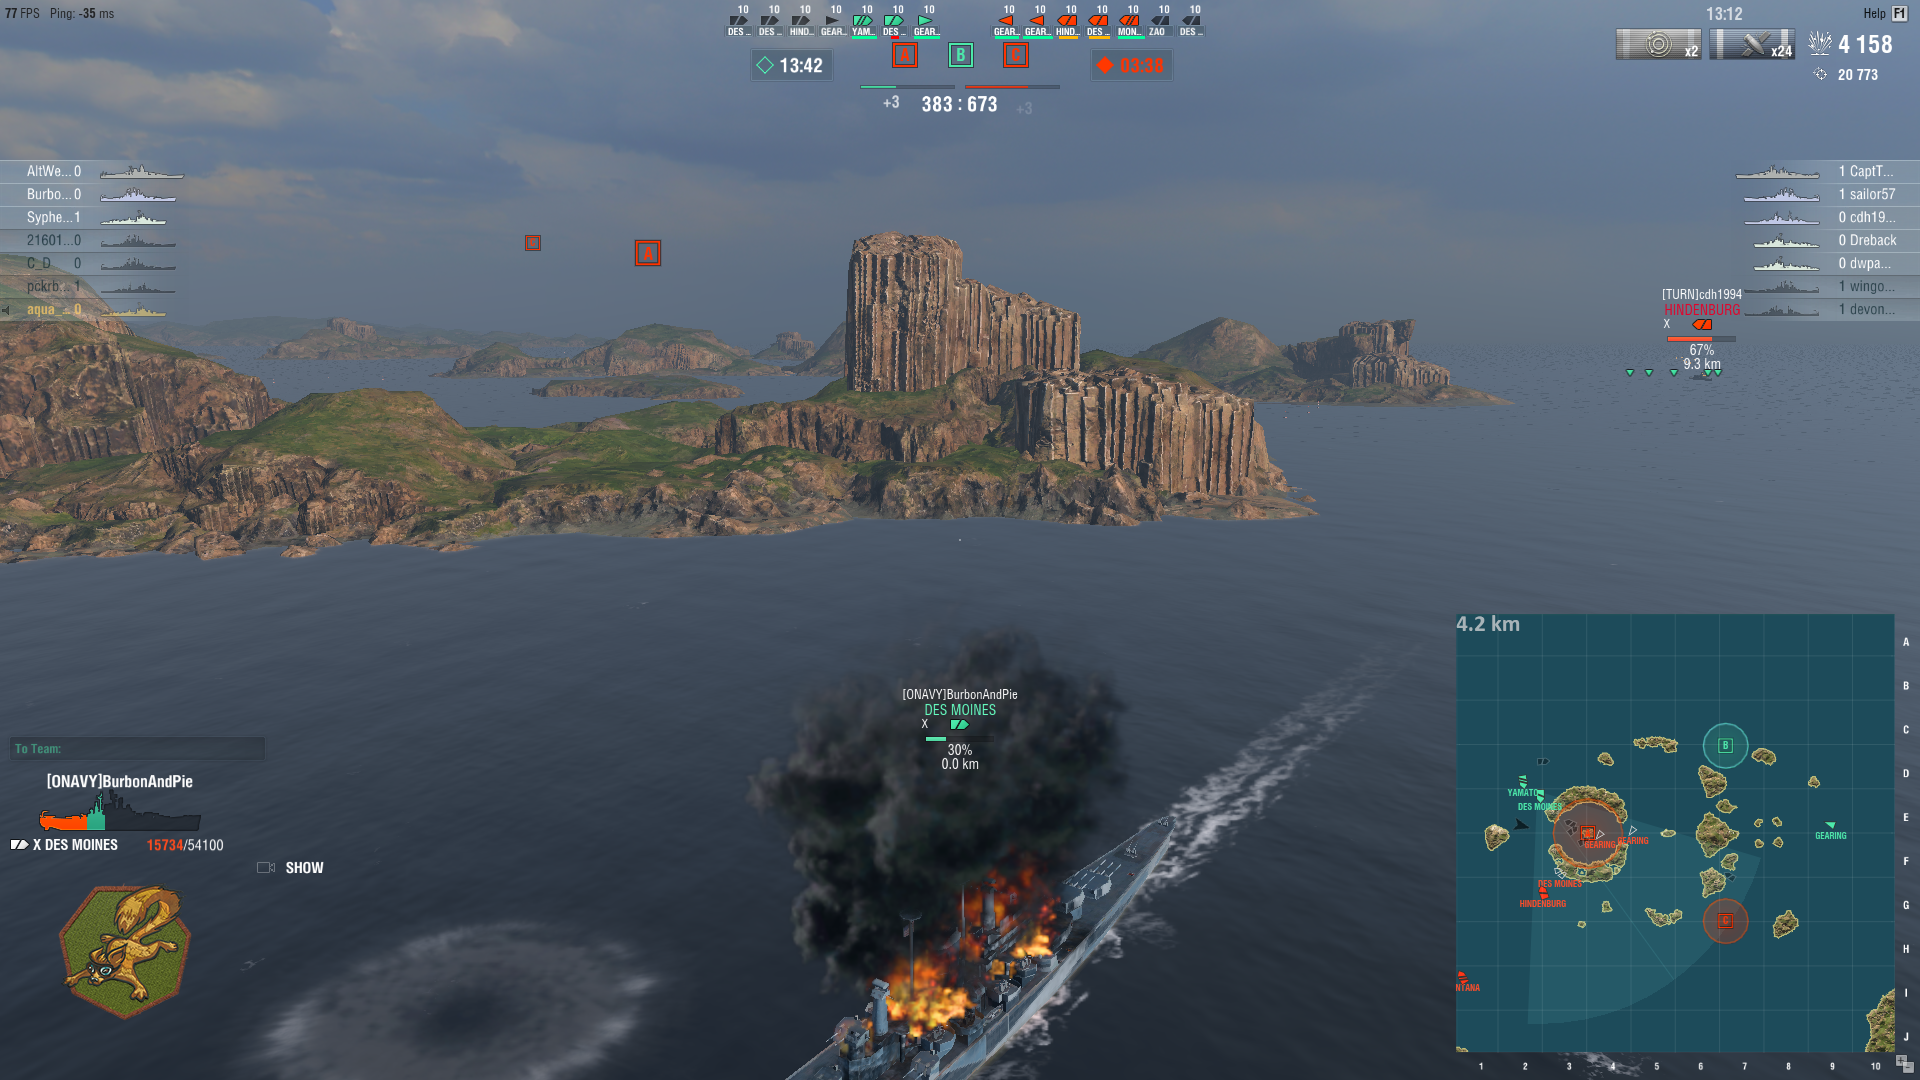 77 FPS Ping: -35 ms
10 10 10 10 10 10 10
DES ... DES ... HIND... GEAR... YAM... DES ... GEAR...
10 10 10 10 10 10 10
GEAR... GEAR... HIND... DES ... MON... ZAO DES ...
A B C
13:42
03:38
+3 383 : 673 +3
13:12
Help F1
x2 x24
4 158
20 773
AltWe... 0
Burbo... 0
Syphe... 1
21601... 0
C_D 0
pckrb... 1
aqua_... 0
1 CaptT...
1 sailor57
0 cdh19...
0 Dreback
0 dwpa...
1 wingo...
1 devon...
A
[TURN]cdh1994
HINDENBURG
X
67%
9.3 km
[ONAVY]BurbonAndPie
DES MOINES
X
30%
0.0 km
To Team:
[ONAVY]BurbonAndPie
X DES MOINES 15734/54100
SHOW
4.2 km
A
B
C
D
E
F
G
H
I
J
B
YAMATO
DES MOINES
GEARING
GEARING
GEARING
DES MOINES
HINDENBURG
C
NTANA
1 2 3 4 5 6 7 8 9 10